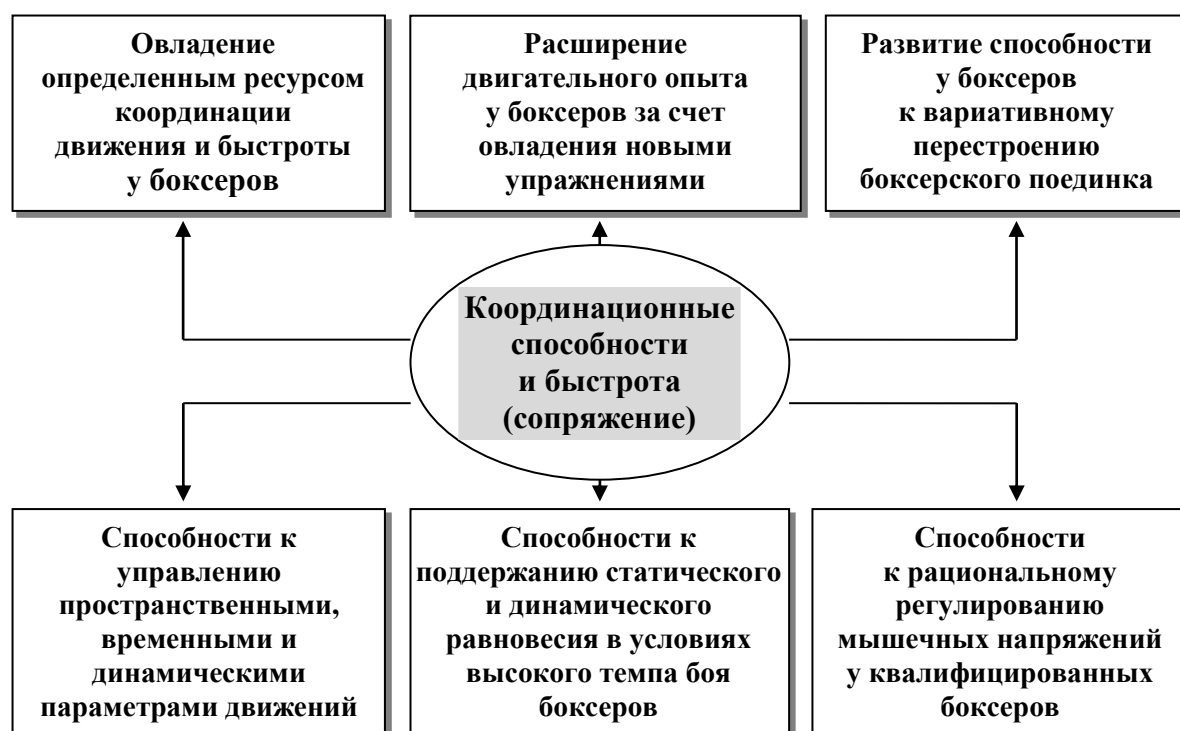 Овладение
определенным ресурсом
координации
движения и быстроты
у боксеров
Расширение
двигательного опыта
у боксеров за счет
овладения новыми
упражнениями
Развитие способности
у боксеров
к вариативному
перестроению
боксерского поединка
Координационные
способности
и быстрота
(сопряжение)
Способности к
управлению
пространственными,
временными и
динамическими
параметрами движений
Способности к
поддержанию статического
и динамического
равновесия в условиях
высокого темпа боя
боксеров
Способности
к рациональному
регулированию
мышечных напряжений
у квалифицированных
боксеров